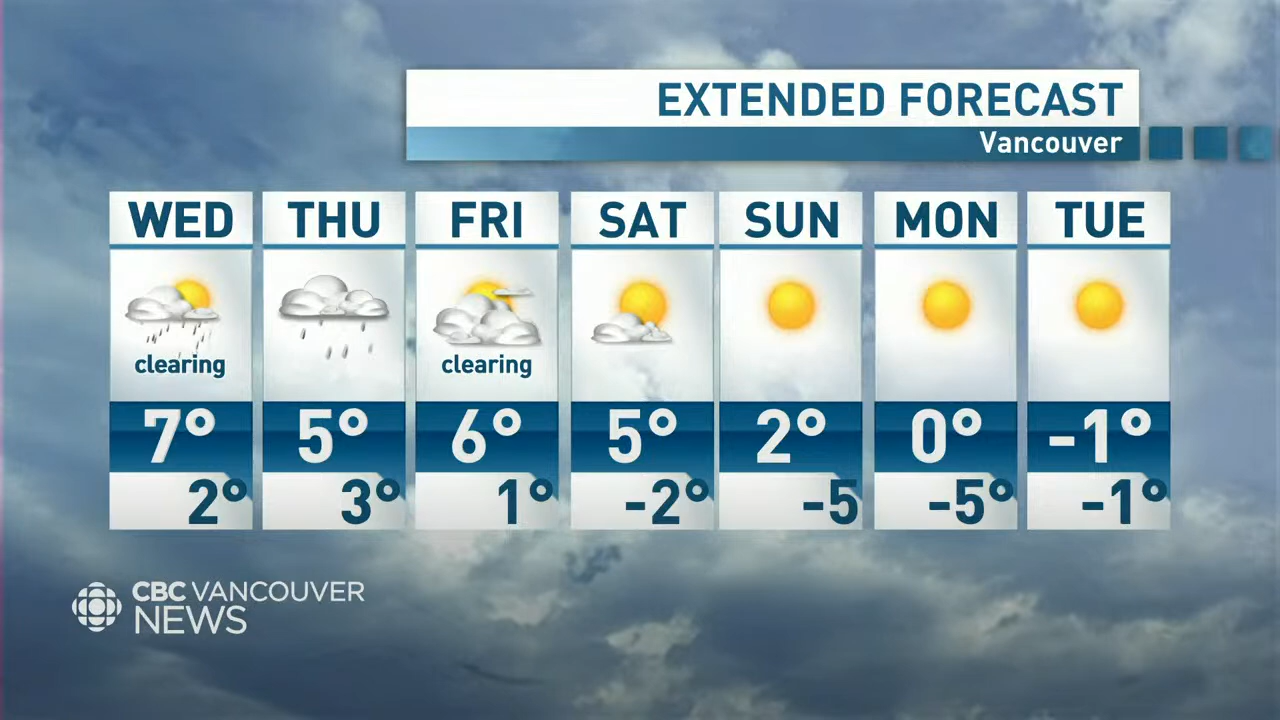 EXTENDED FORECAST
Vancouver
WED THU FRI SAT SUN MON TUE
clearing clearing
7° 5° 6° 5° 2° 0° -1°
2° 3° 1° -2° -5 -5° -1°
CBC VANCOUVER
NEWS